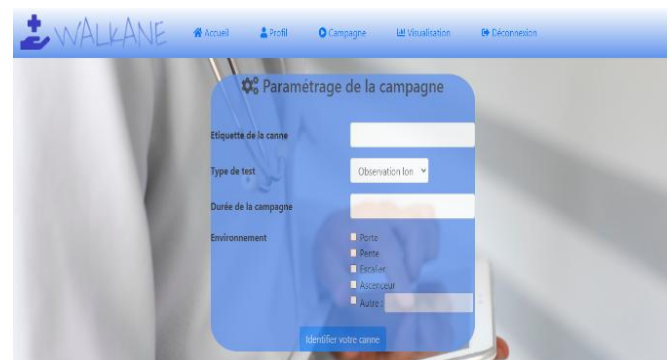 WALKANE Accueil Profil Campagne Visualisation Déconnexion
Paramétrage de la campagne
Etiquette de la canne
Type de test Observation lon
Durée de la campagne
Environnement Porte
Pente
Escalier
Ascenceur
Autre :
Identifier votre canne